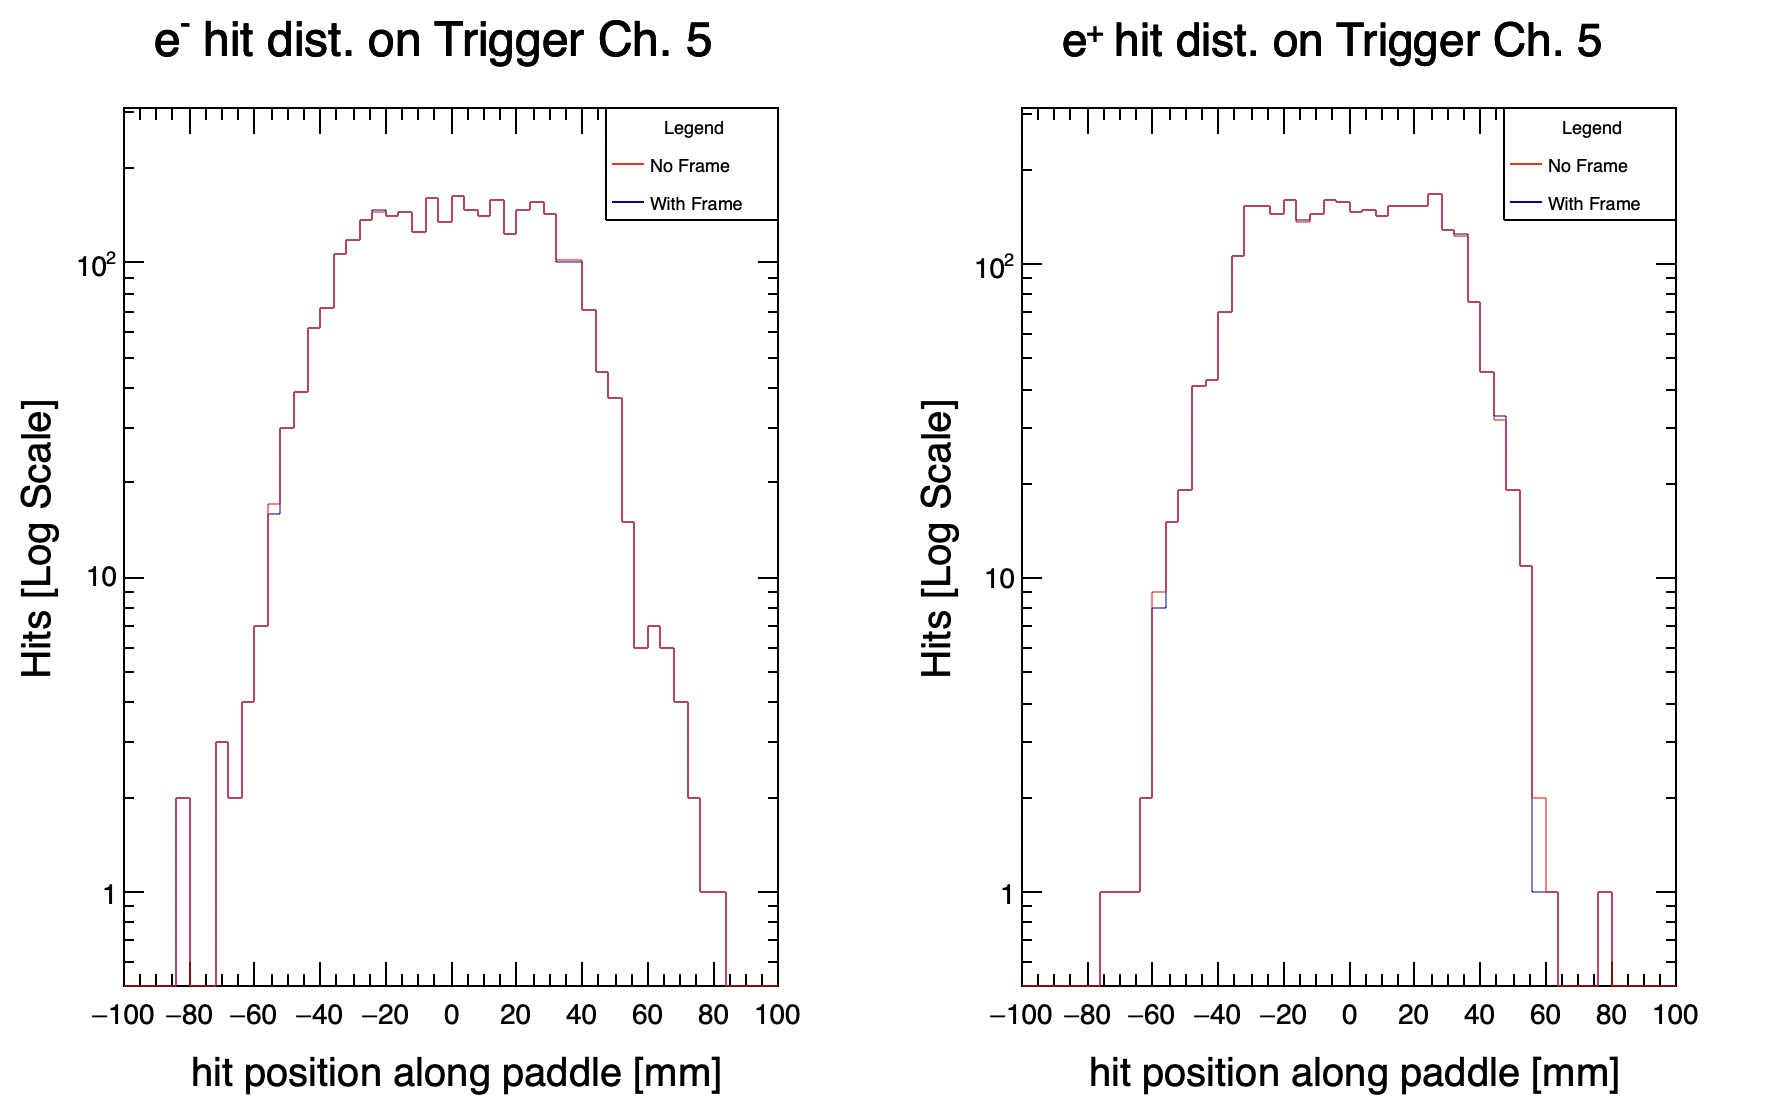 e- hit dist. on Trigger Ch. 5
Legend
No Frame
With Frame
10²
10
1
Hits [Log Scale]
−100 −80 −60 −40 −20 0 20 40 60 80 100
hit position along paddle [mm]
e+ hit dist. on Trigger Ch. 5
Legend
No Frame
With Frame
10²
10
1
Hits [Log Scale]
−100 −80 −60 −40 −20 0 20 40 60 80 100
hit position along paddle [mm]